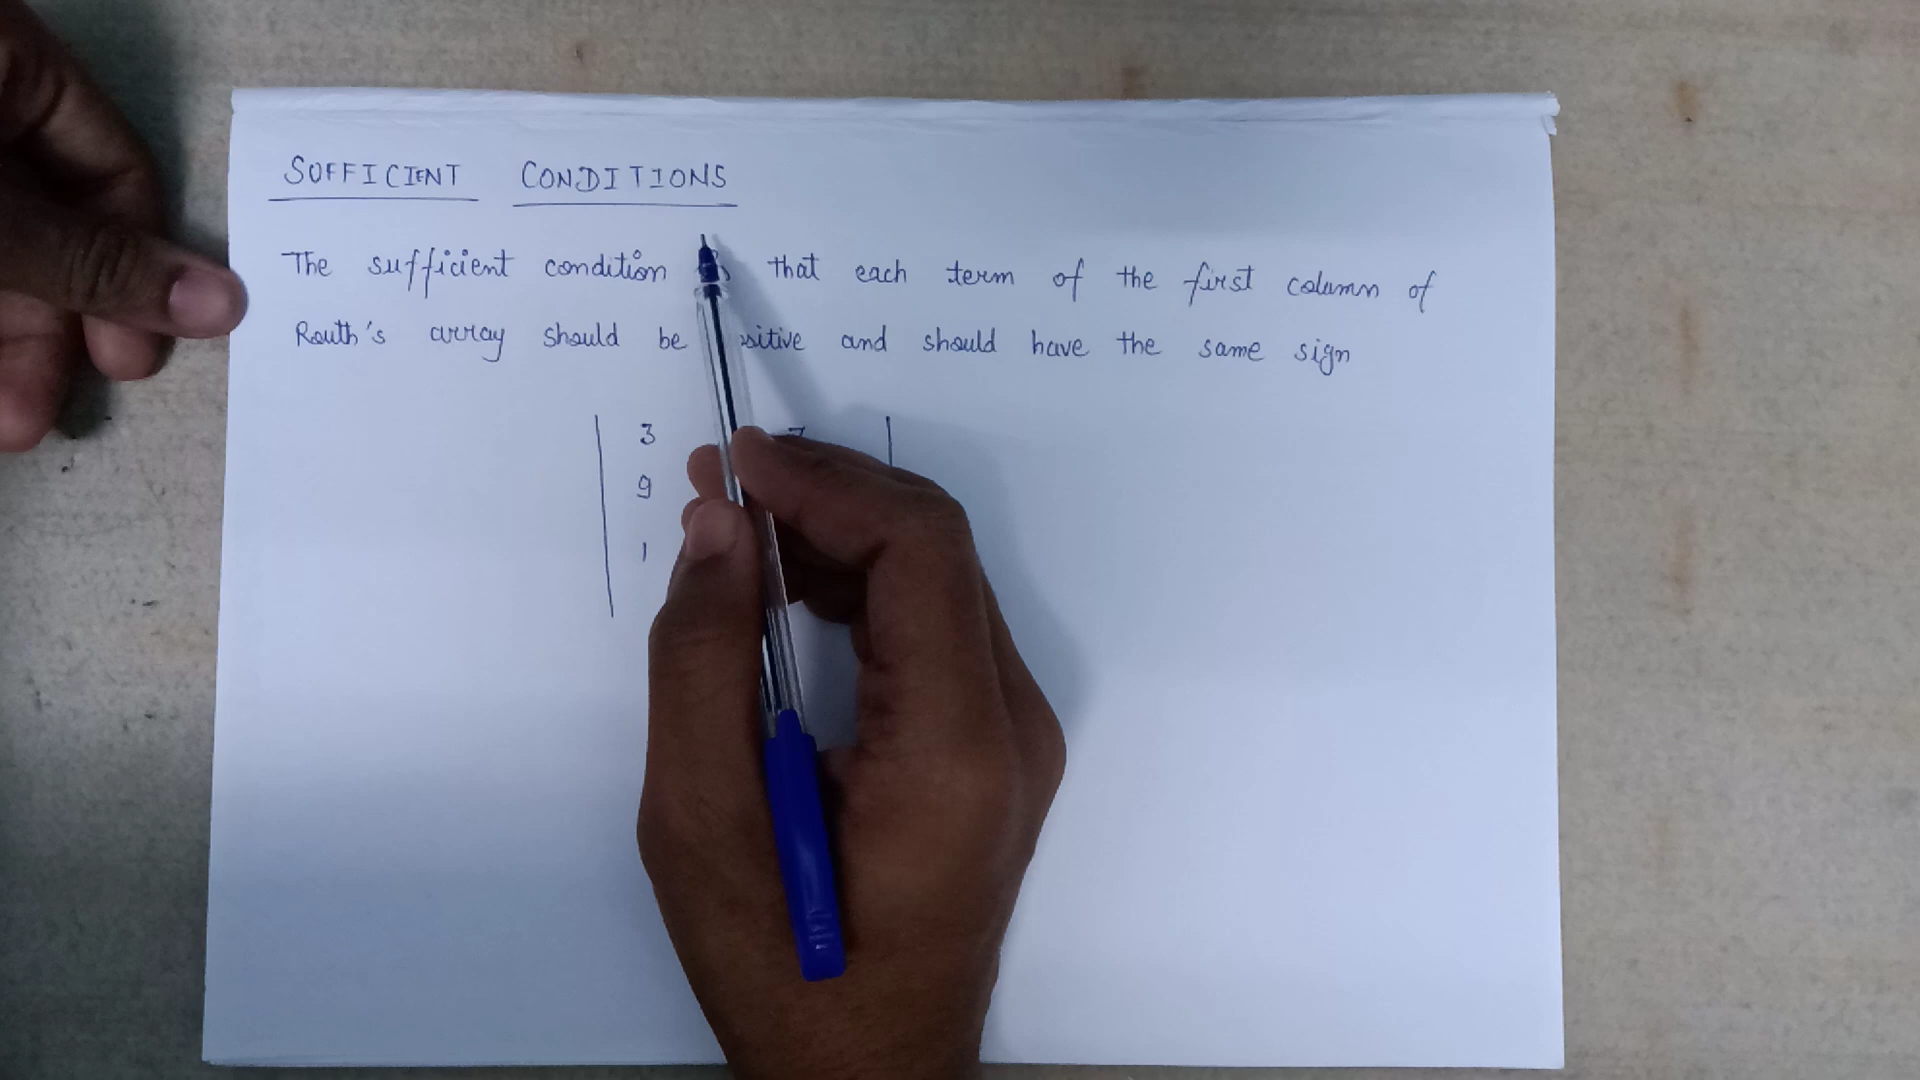 SUFFICIENT CONDITIONS
The sufficient condition that each term of the first column of
Routh's array should be and should have the same sign
3 7
9
1